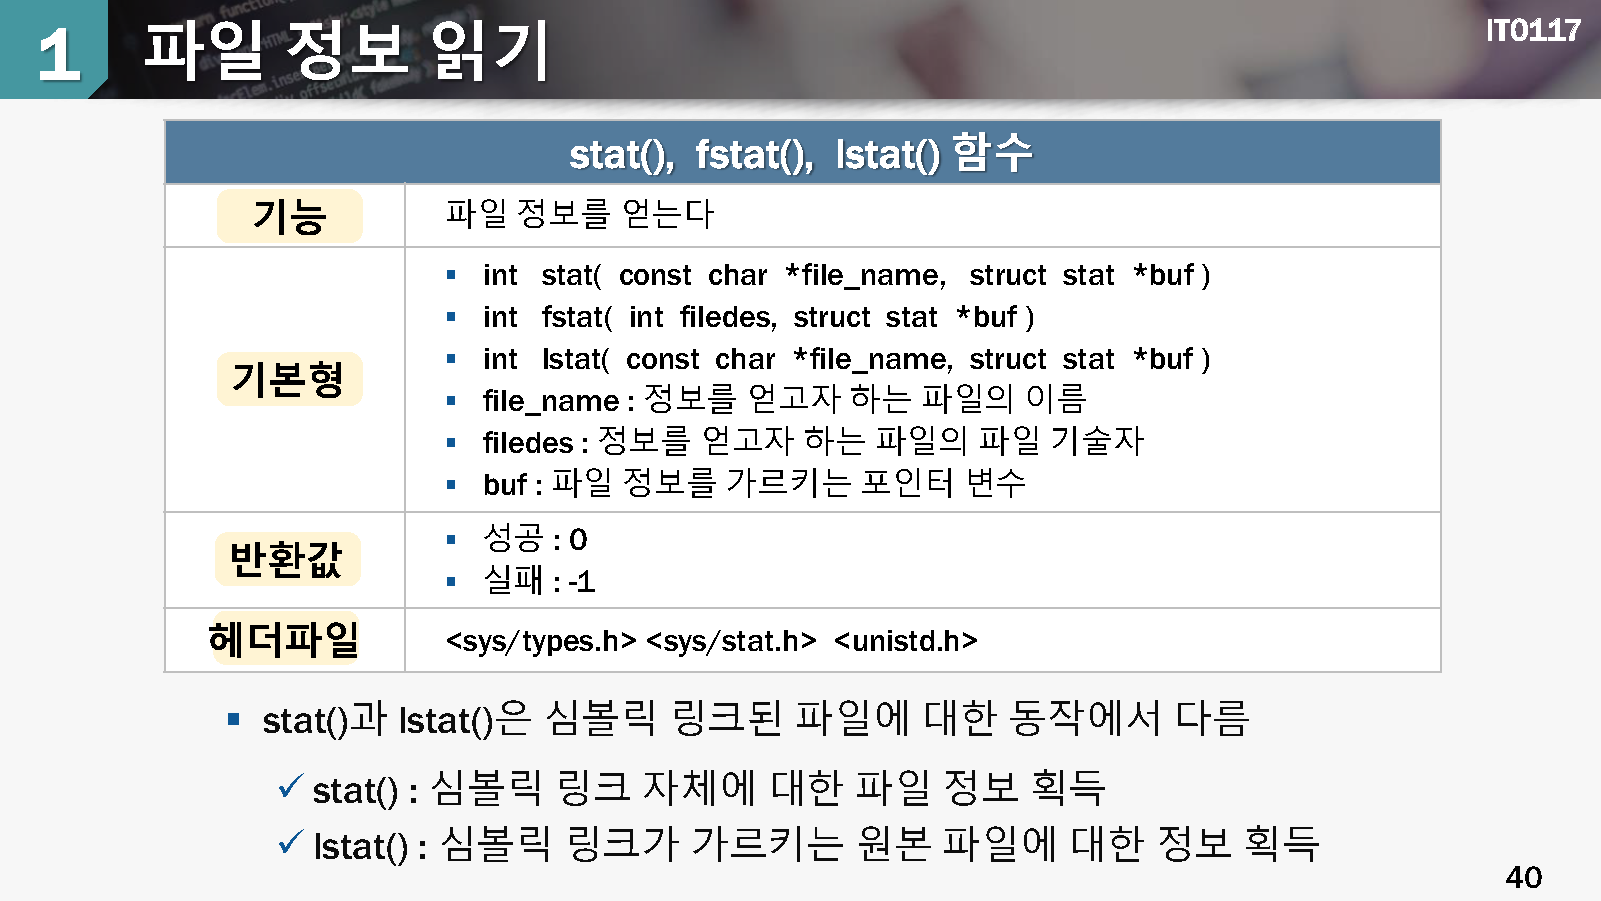 1 파일 정보 읽기
IT0117
stat(), fstat(), lstat() 함수
기능
파일 정보를 얻는다
기본형
▪ int stat( const char *file_name, struct stat *buf )
▪ int fstat( int filedes, struct stat *buf )
▪ int lstat( const char *file_name, struct stat *buf )
▪ file_name : 정보를 얻고자 하는 파일의 이름
▪ filedes : 정보를 얻고자 하는 파일의 파일 기술자
▪ buf : 파일 정보를 가르키는 포인터 변수
반환값
▪ 성공 : 0
▪ 실패 : -1
헤더파일
<sys/types.h> <sys/stat.h> <unistd.h>
▪ stat()과 lstat()은 심볼릭 링크된 파일에 대한 동작에서 다름
✓ stat() : 심볼릭 링크 자체에 대한 파일 정보 획득
✓ lstat() : 심볼릭 링크가 가르키는 원본 파일에 대한 정보 획득
40